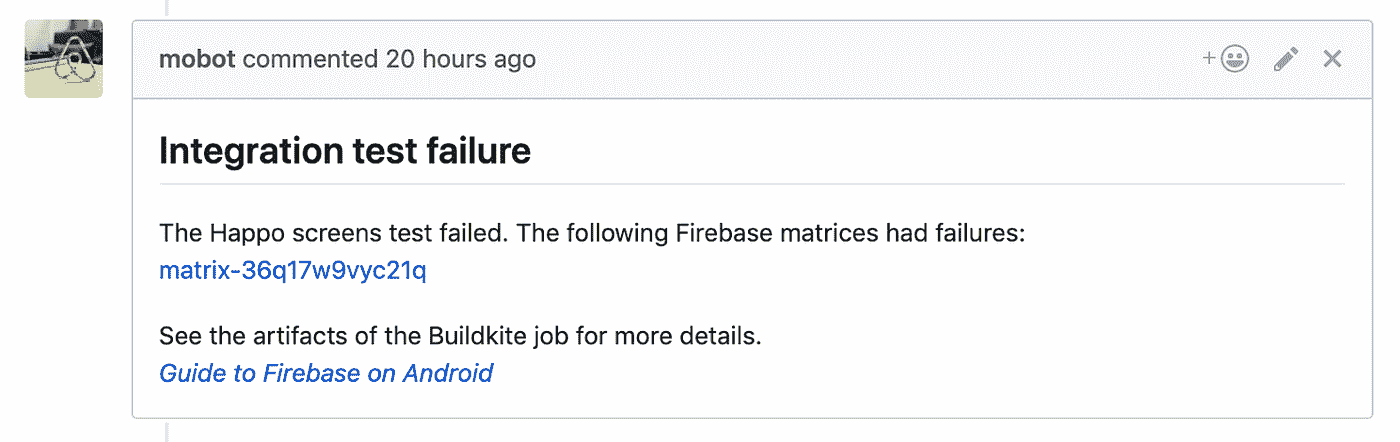 mobot commented 20 hours ago
Integration test failure
The Happo screens test failed. The following Firebase matrices had failures:
matrix-36q17w9vyc21q
See the artifacts of the Buildkite job for more details.
Guide to Firebase on Android